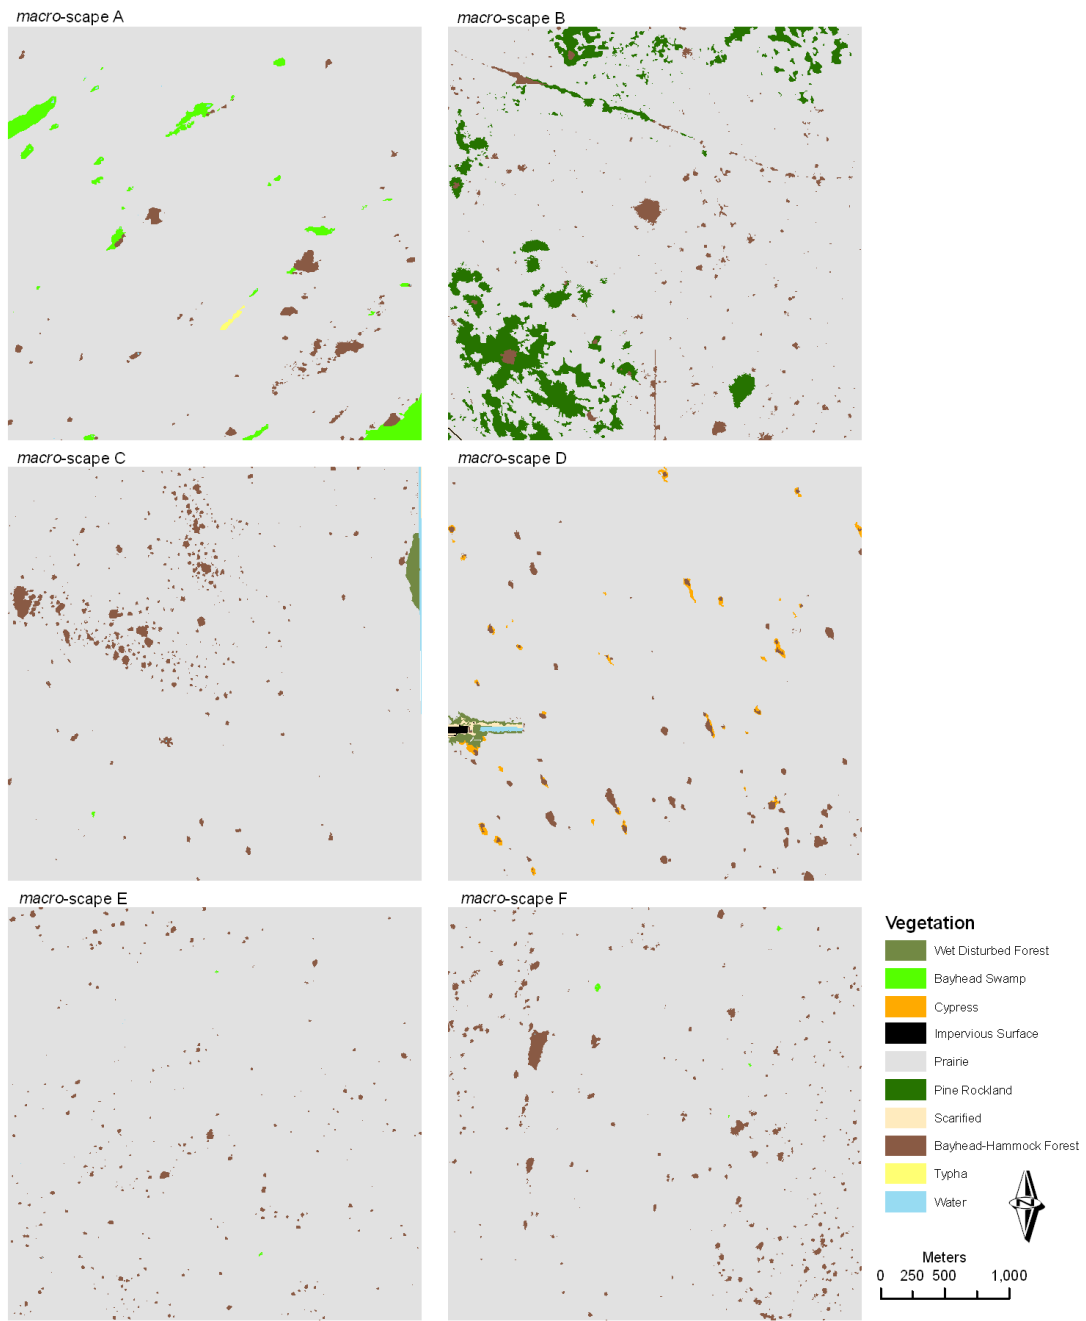 macro-scape A
macro-scape B
macro-scape C
macro-scape D
macro-scape E
macro-scape F
Vegetation
Wet Disturbed Forest
Bayhead Swamp
Cypress
Impervious Surface
Prairie
Pine Rockland
Scarified
Bayhead-Hammock Forest
Typha
Water
N
Meters
0 250 500 1,000